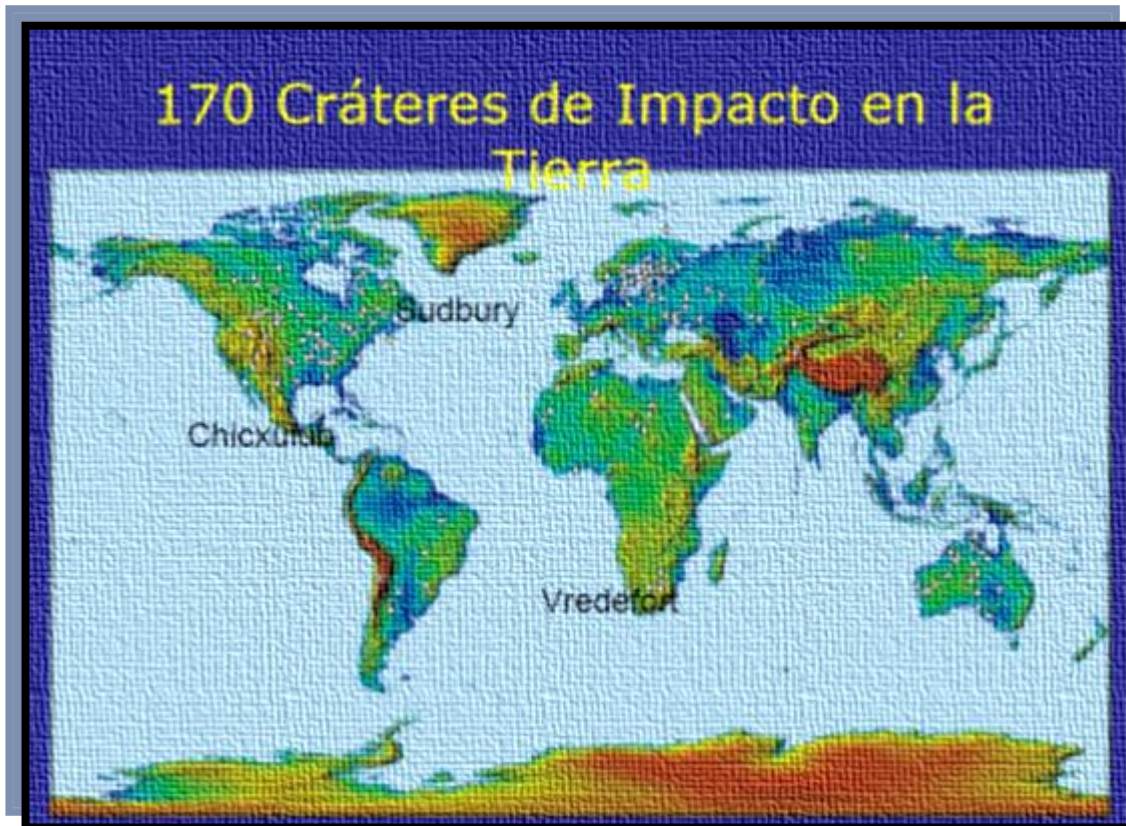 170 Cráteres de Impacto en la
Tierra
Sudbury
Chicxulub
Vredefort